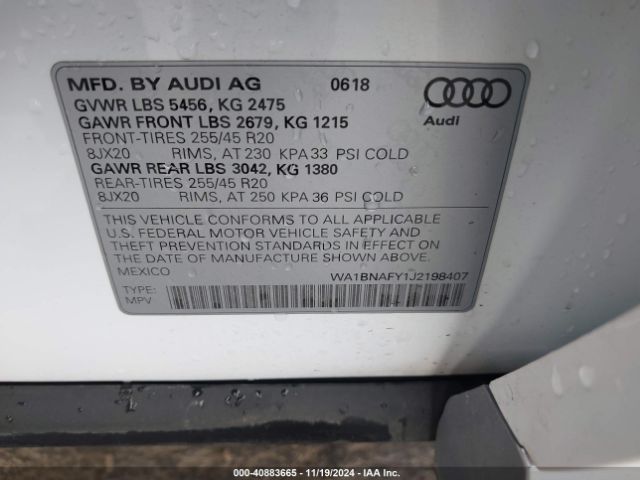 MFD. BY AUDI AG 0618
GVWR LBS 5456, KG 2475
GAWR FRONT LBS 2679, KG 1215
FRONT-TIRES 255/45 R20
8JX20 RIMS, AT 230 KPA 33 PSI COLD
GAWR REAR LBS 3042, KG 1380
REAR-TIRES 255/45 R20
8JX20 RIMS, AT 250 KPA 36 PSI COLD
Audi
THIS VEHICLE CONFORMS TO ALL APPLICABLE
U.S. FEDERAL MOTOR VEHICLE SAFETY AND
THEFT PREVENTION STANDARDS IN EFFECT ON
THE DATE OF MANUFACTURE SHOWN ABOVE.
MEXICO WA1BNAFY1J2198407
TYPE:
MPV
000-40883665 - 11/19/2024 - IAA Inc.